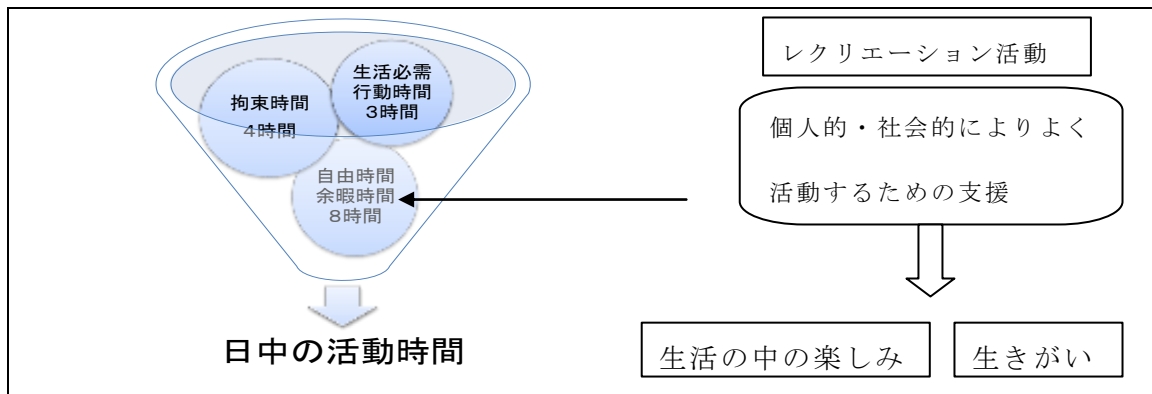 拘束時間
4時間
生活必需
行動時間
3時間
自由時間
余暇時間
8時間
日中の活動時間
レクリエーション活動
個人的・社会的によりよく
活動するための支援
生活の中の楽しみ
生きがい